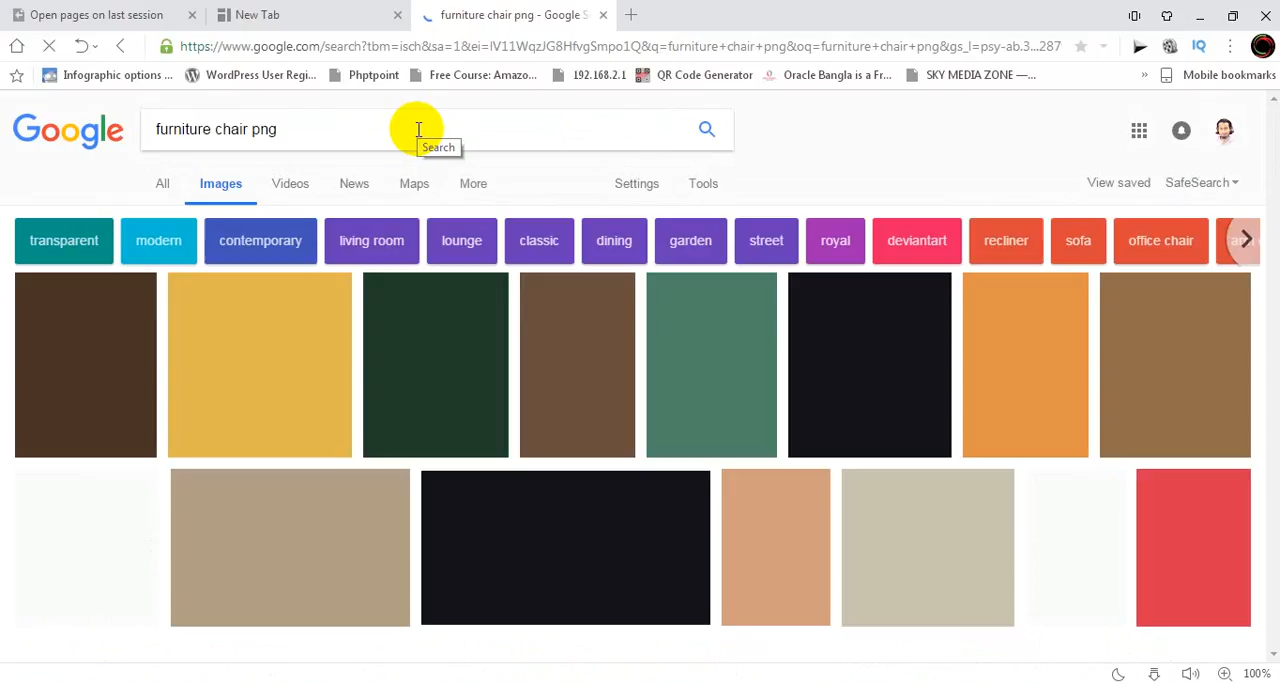 Open pages on last session
New Tab
furniture chair png - Google S
https://www.google.com/search?tbm=isch&sa=1&ei=IV11WqzJG8HfvgSmpo1Q&q=furniture+chair+png&oq=furniture+chair+png&gs_l=psy-ab.3...287
Infographic options ...
WordPress User Regi...
Phptpoint
Free Course: Amazo...
192.168.2.1
QR Code Generator
Oracle Bangla is a Fr...
SKY MEDIA ZONE —...
»
Mobile bookmarks
IQ
Google
furniture chair png
Search
All
Images
Videos
News
Maps
More
Settings
Tools
View saved
SafeSearch
transparent
modern
contemporary
living room
lounge
classic
dining
garden
street
royal
deviantart
recliner
sofa
office chair
100%